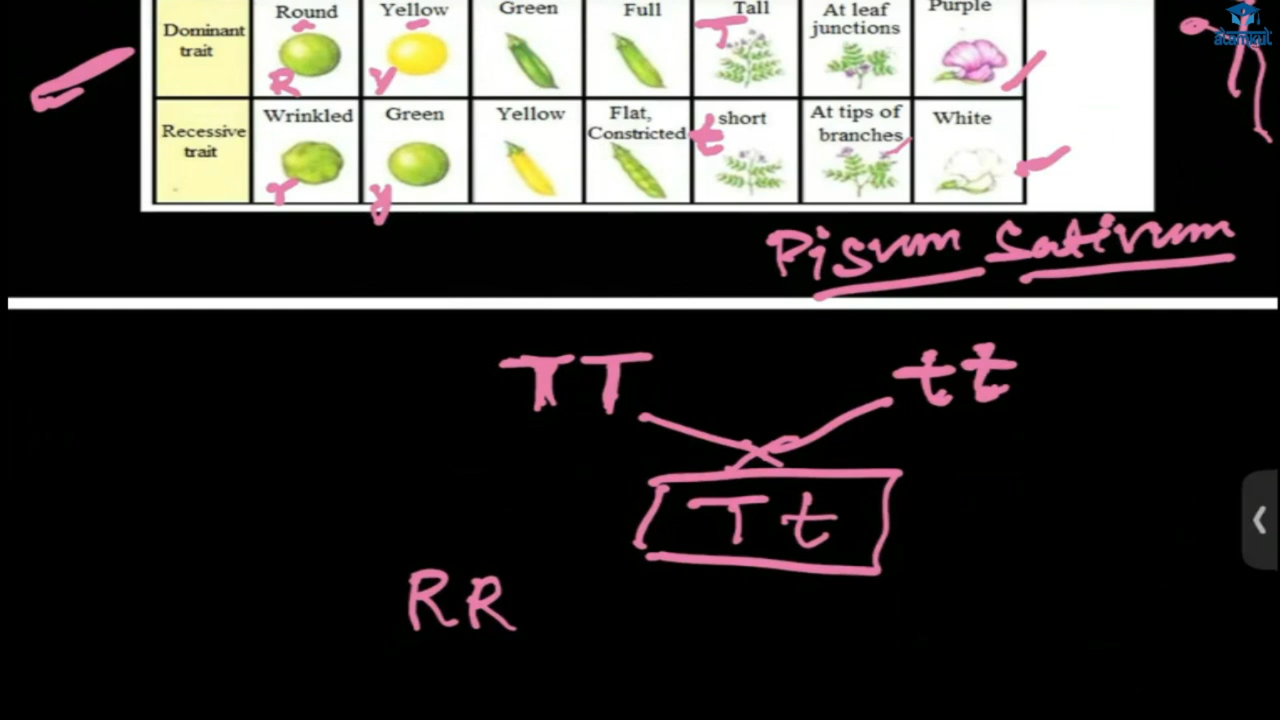 Dominant trait
Round
Yellow
Green
Full
Tall
At leaf junctions
Purple
R
y
T
Recessive trait
Wrinkled
Green
Yellow
Flat, Constricted
short
At tips of branches
White
r
y
t
atamkul
Pisum Sativum
TT
tt
Tt
RR